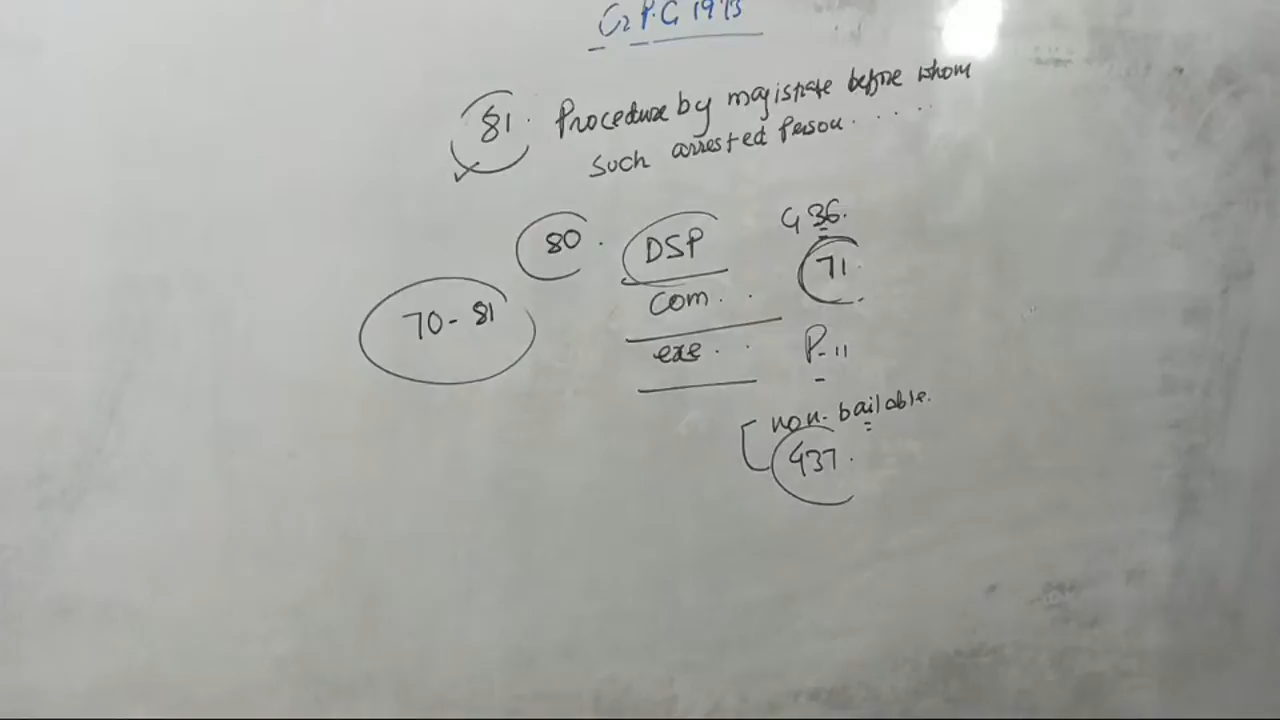 Cr P.C 1973
81. Procedure by magistrate before whom
such arrested Person. . . . . .
80. DSP 436.
71.
com. .
70-81
exe. . P-11
non-bailable.
437.